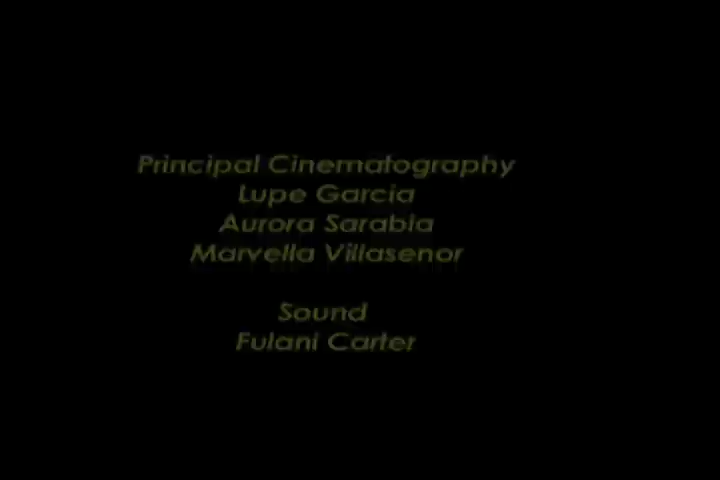 Principal Cinematography
Lupe Garcia
Aurora Sarabia
Marvella Villasenor
Sound
Fulani Carter